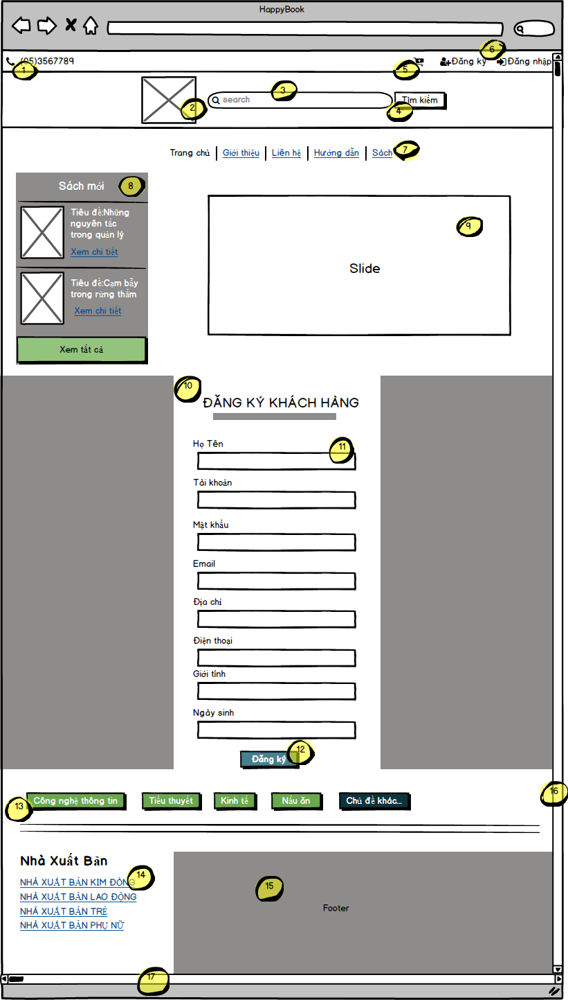 HappyBook
6
(05)3567789
Đăng ký
Đăng nhập
1
5
3
search
Tìm kiếm
2
4
Trang chủ
Giới thiệu
Liên hệ
Hướng dẫn
Sách
7
Sách mới
8
Tiêu đề:Những
nguyên tắc
trong quản lý
Xem chi tiết
Tiêu đề:Cạm bẫy
trong rừng thẳm
Xem chi tiết
Xem tất cả
9
Slide
10
ĐĂNG KÝ KHÁCH HÀNG
Họ Tên
11
Tài khoản
Mật khẩu
Email
Địa chỉ
Điện thoại
Giới tính
Ngày sinh
12
Đăng ký
16
13
Công nghệ thông tin
Tiểu thuyết
Kinh tế
Nấu ăn
Chủ đề khác...
Nhà Xuất Bản
14
NHÀ XUẤT BẢN KIM ĐỒNG
NHÀ XUẤT BẢN LAO ĐỘNG
NHÀ XUẤT BẢN TRẺ
NHÀ XUẤT BẢN PHỤ NỮ
15
Footer
17